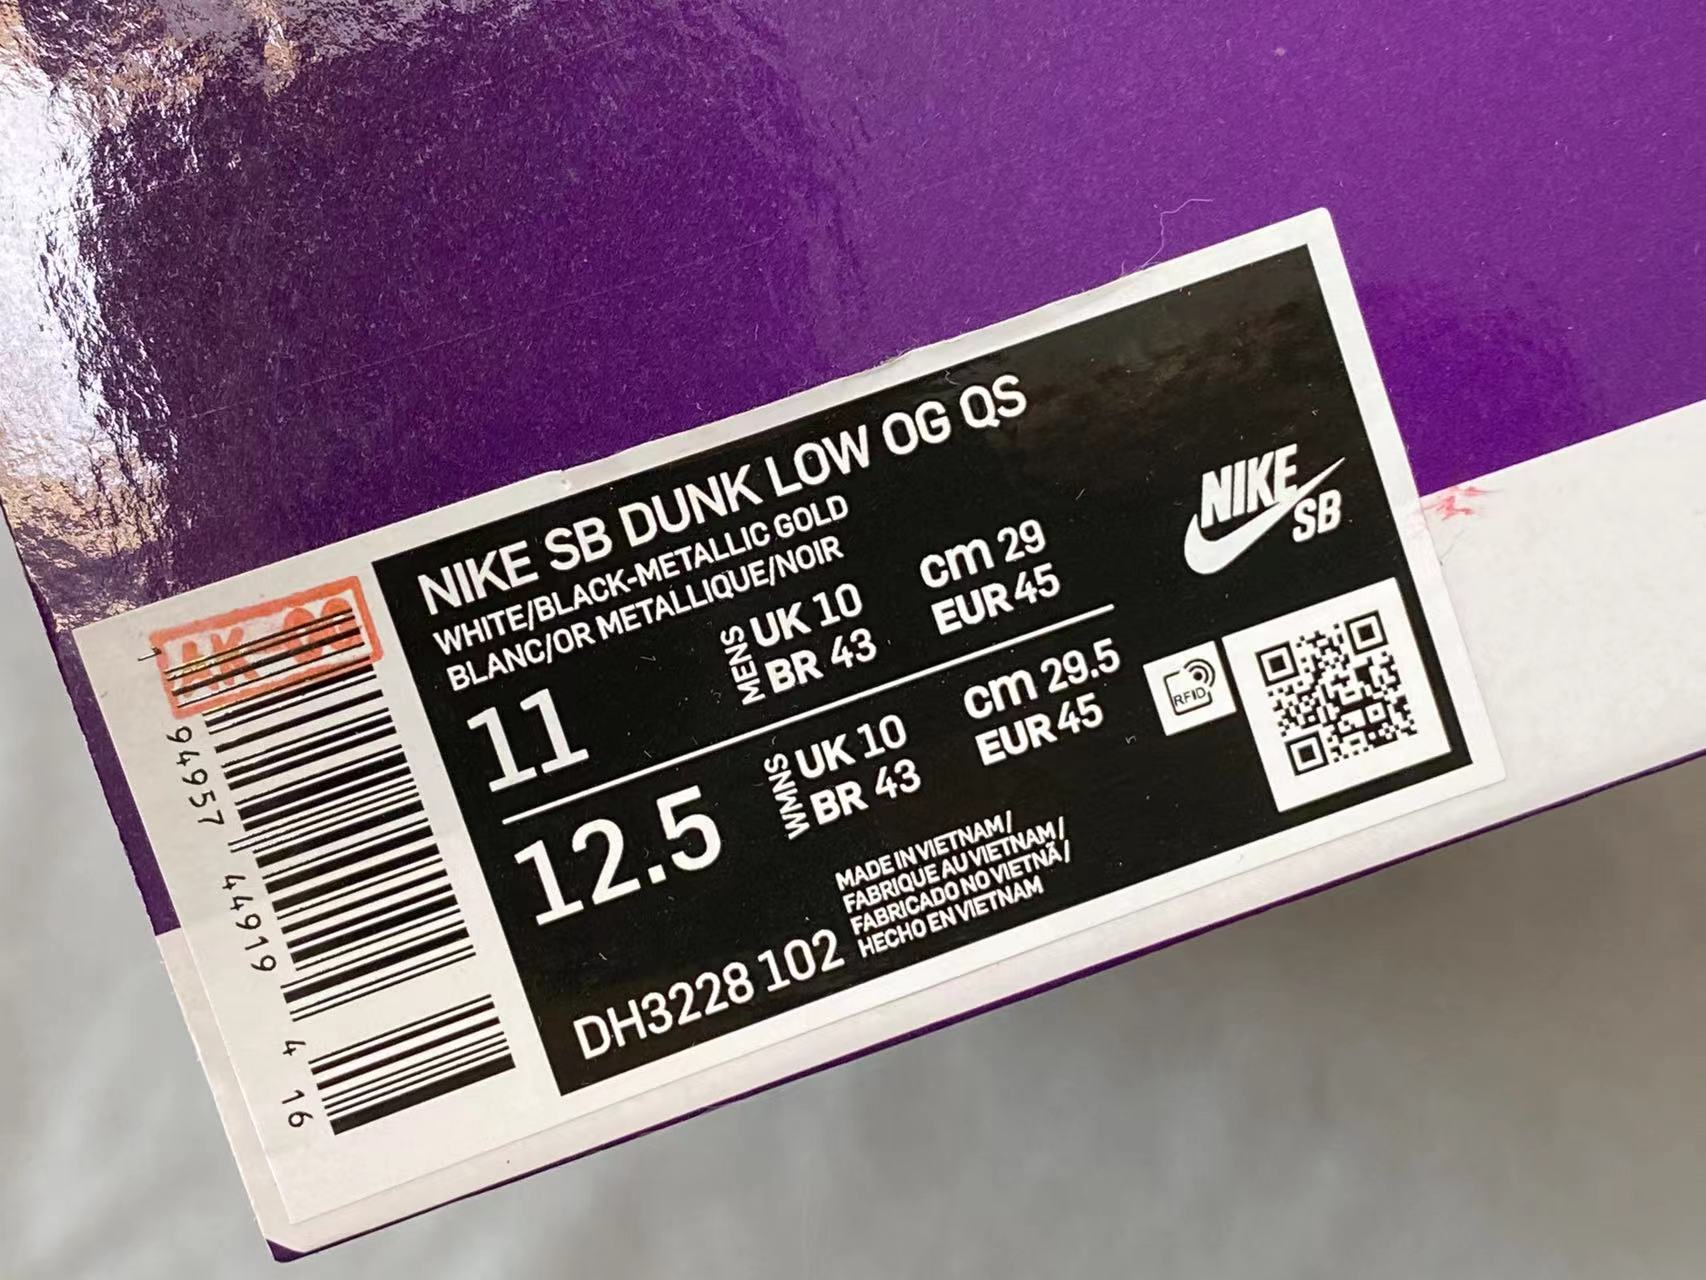 NIKE SB DUNK LOW OG QS
WHITE/BLACK-METALLIC GOLD
BLANC/OR METALLIQUE/NOIR
11
MENS
UK 10
BR 43
cm 29
EUR 45
12.5
WMNS
UK 10
BR 43
cm 29.5
EUR 45
NIKE
SB
RFID
MADE IN VIETNAM/
FABRIQUE AU VIETNAM/
FABRICADO NO VIETNÃ/
HECHO EN VIETNAM
DH3228 102
94957 44919 4 16